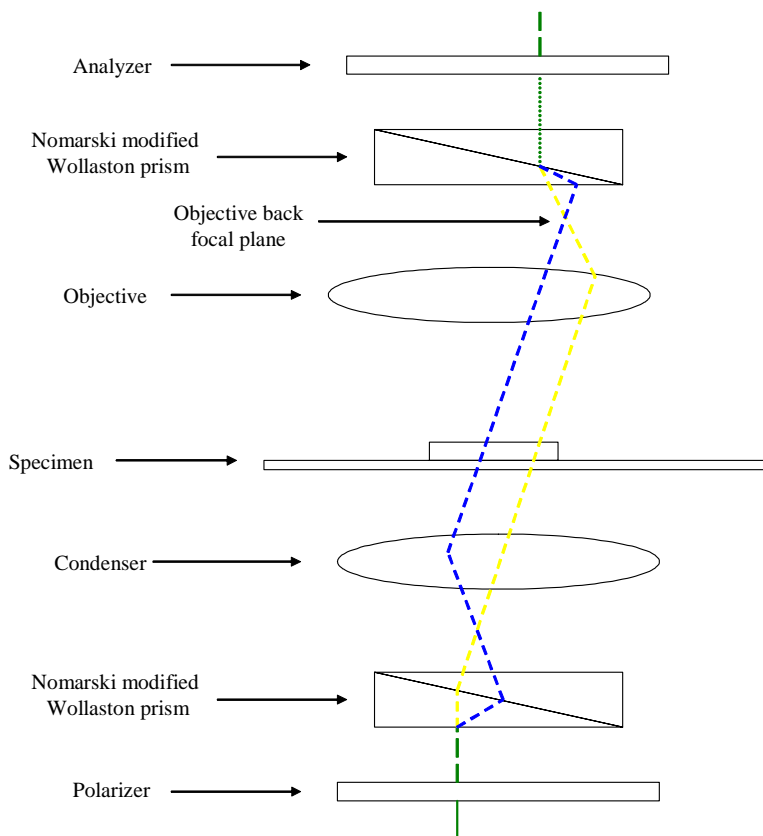 Analyzer
Nomarski modified
Wollaston prism
Objective back
focal plane
Objective
Specimen
Condenser
Nomarski modified
Wollaston prism
Polarizer